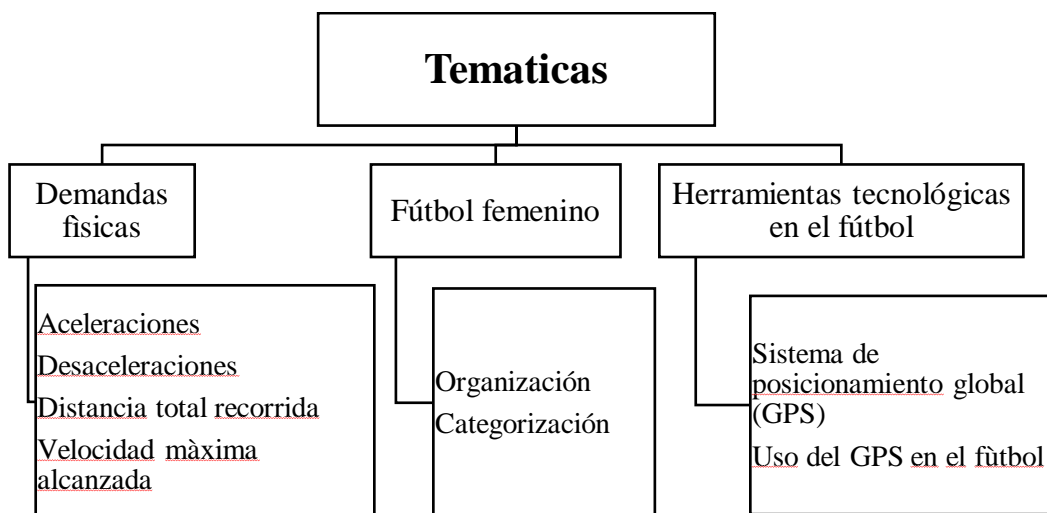 Tematicas
Demandas
fìsicas
Fútbol femenino
Herramientas tecnológicas
en el fútbol
Aceleraciones
Desaceleraciones
Distancia total recorrida
Velocidad màxima
alcanzada
Organización
Categorización
Sistema de
posicionamiento global
(GPS)
Uso del GPS en el fùtbol